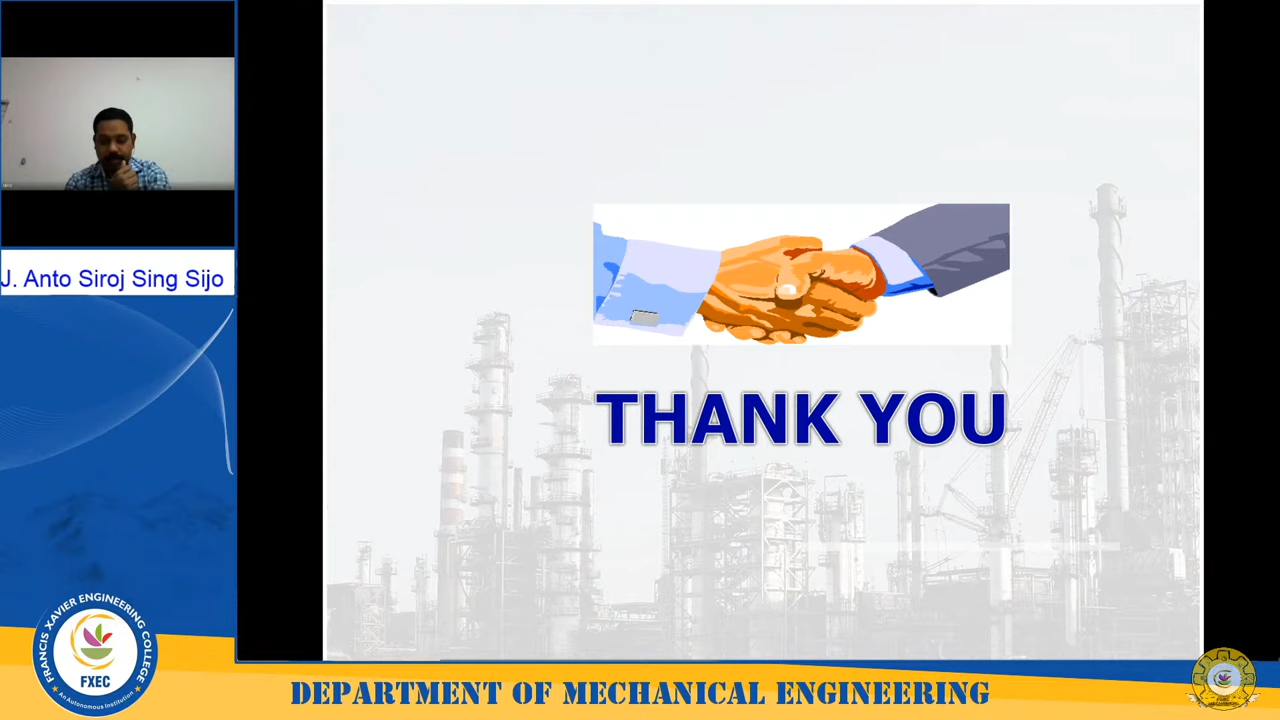 J. Anto Siroj Sing Sijo
THANK YOU
FRANCIS XAVIER ENGINEERING COLLEGE
FXEC
An Autonomous Institution
DEPARTMENT OF MECHANICAL ENGINEERING